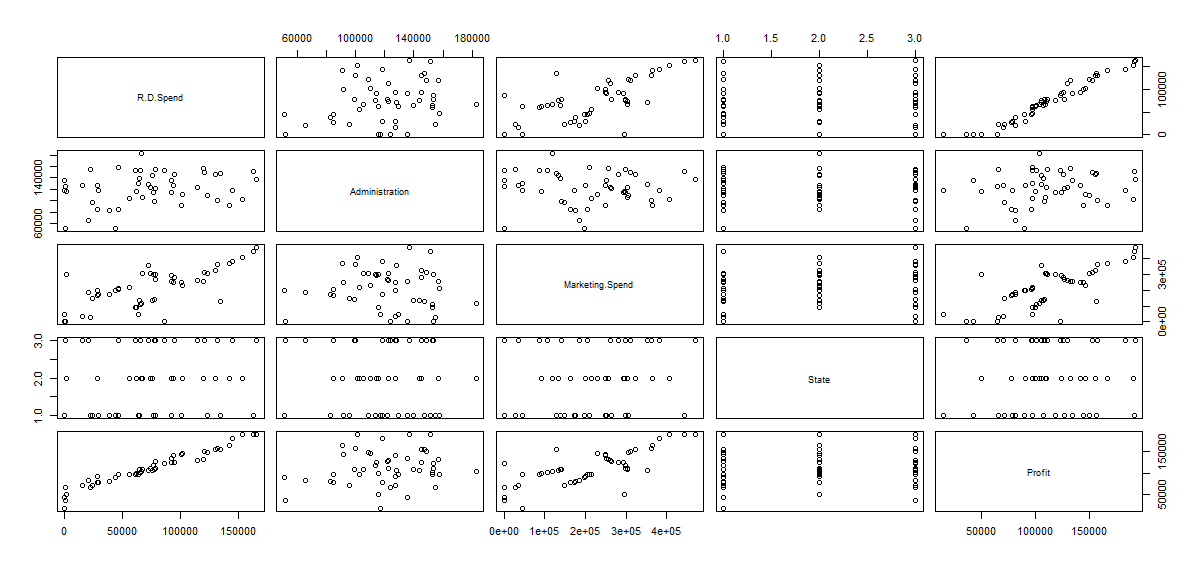 60000 100000 140000 180000 1.0 1.5 2.0 2.5 3.0
R.D.Spend
0 100000
60000 140000
Administration
Marketing.Spend
0e+00 3e+05
1.0 2.0 3.0
State
Profit
50000 150000
0 50000 100000 150000 0e+00 1e+05 2e+05 3e+05 4e+05 50000 100000 150000